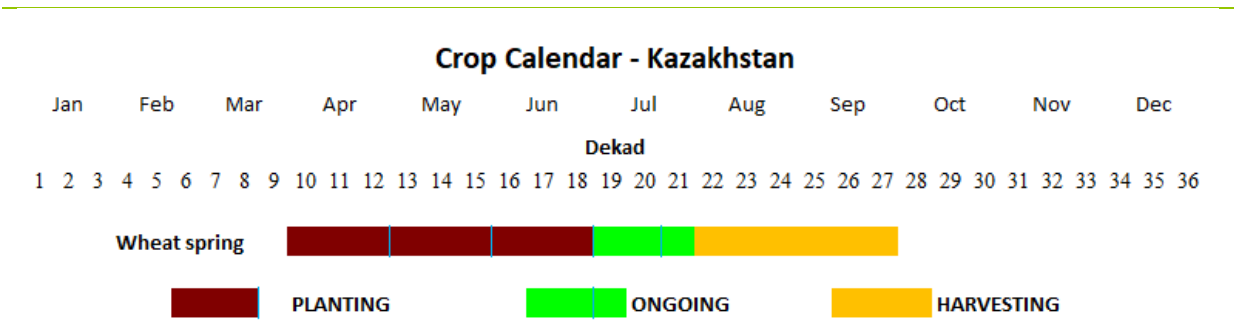 Crop Calendar - Kazakhstan
Jan Feb Mar Apr May Jun Jul Aug Sep Oct Nov Dec
Dekad
1 2 3 4 5 6 7 8 9 10 11 12 13 14 15 16 17 18 19 20 21 22 23 24 25 26 27 28 29 30 31 32 33 34 35 36
Wheat spring
PLANTING ONGOING HARVESTING